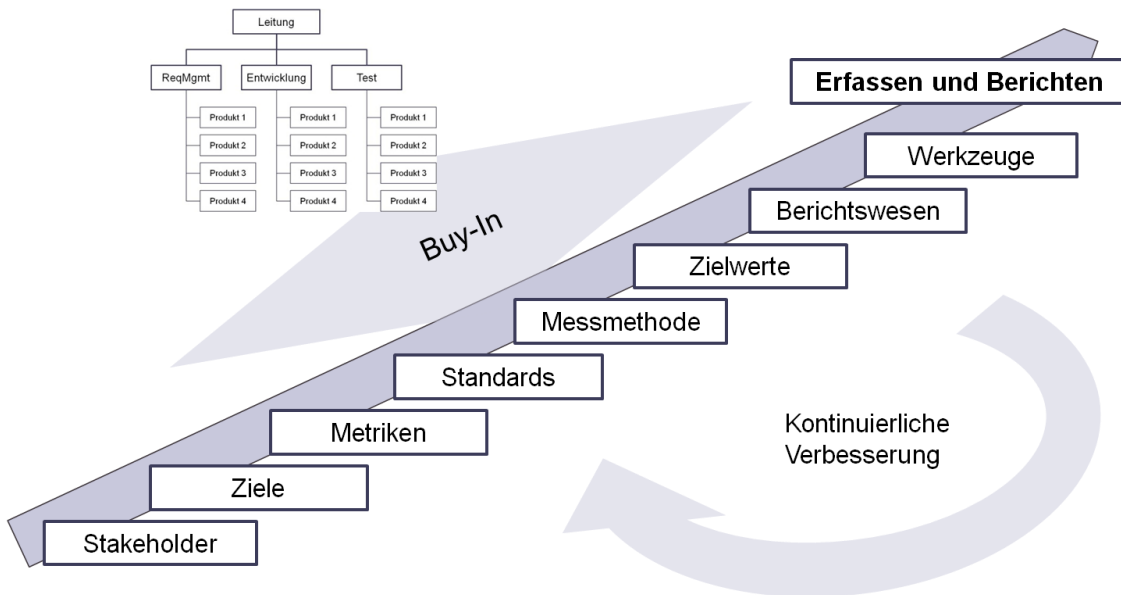 Leitung
ReqMgmt
Entwicklung
Test
Produkt 1
Produkt 1
Produkt 1
Produkt 2
Produkt 2
Produkt 2
Produkt 3
Produkt 3
Produkt 3
Produkt 4
Produkt 4
Produkt 4
Buy-In
Erfassen und Berichten
Werkzeuge
Berichtswesen
Zielwerte
Messmethode
Standards
Metriken
Ziele
Stakeholder
Kontinuierliche
Verbesserung